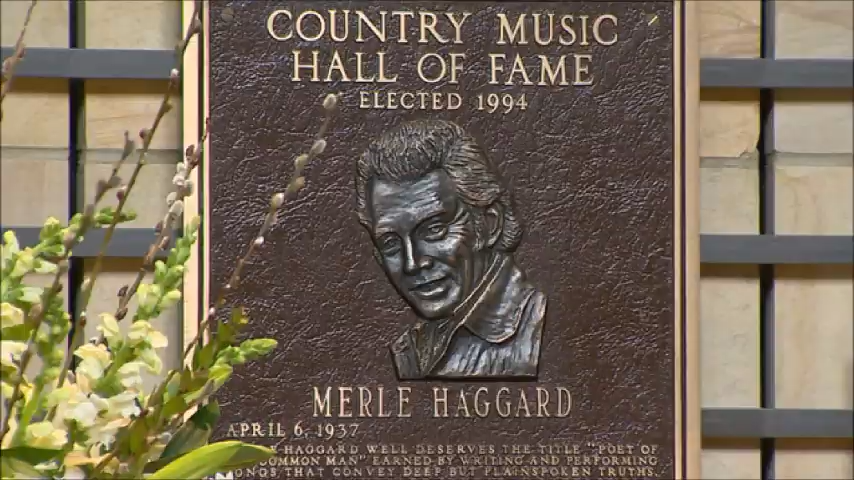 COUNTRY MUSIC
HALL OF FAME
ELECTED 1994
MERLE HAGGARD
APRIL 6, 1937
HAGGARD WELL DESERVES THE TITLE "POET OF
COMMON MAN" EARNED BY WRITING AND PERFORMING
SONGS THAT CONVEY DEEP BUT PLAINSPOKEN TRUTHS.